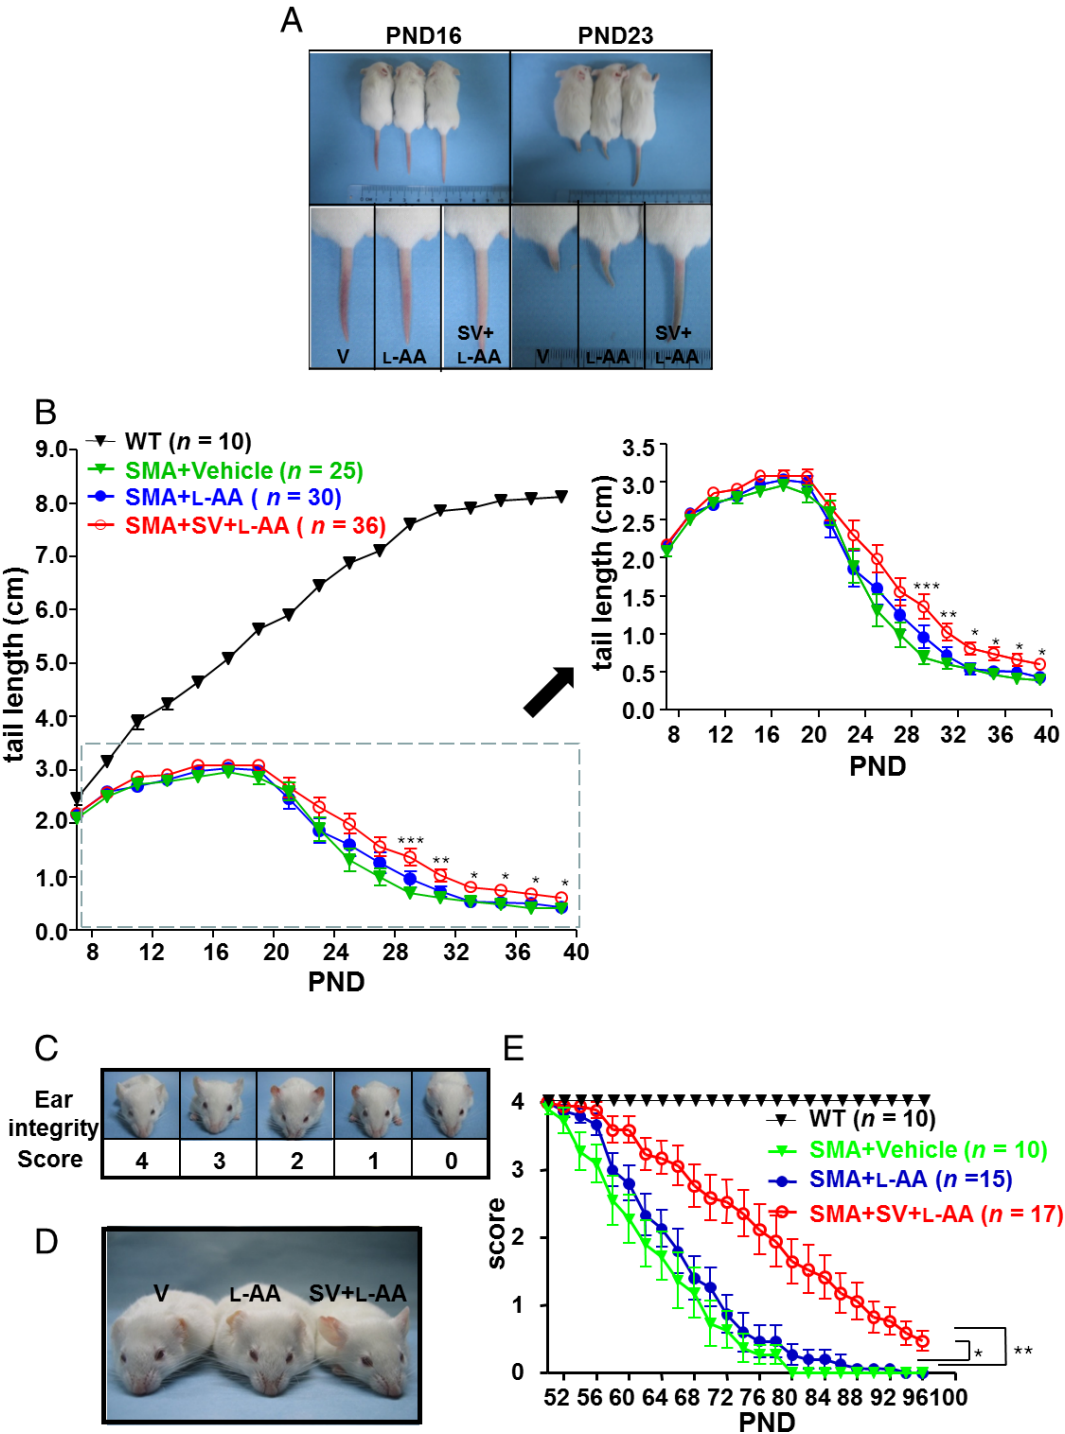 A
PND16 PND23
V L-AA SV+ L-AA V L-AA SV+ L-AA
B
WT (n = 10)
SMA+Vehicle (n = 25)
SMA+L-AA ( n = 30)
SMA+SV+L-AA ( n = 36)
tail length (cm)
9.0
8.0
7.0
6.0
5.0
4.0
3.0
2.0
1.0
0.0
*** ** * * * *
8 12 16 20 24 28 32 36 40
PND
tail length (cm)
3.5
3.0
2.5
2.0
1.5
1.0
0.5
0.0
*** ** * * * *
8 12 16 20 24 28 32 36 40
PND
C
Ear integrity
Score 4 3 2 1 0
D
V L-AA SV+L-AA
E
WT (n = 10)
SMA+Vehicle (n = 10)
SMA+L-AA (n =15)
SMA+SV+L-AA (n = 17)
score
4
3
2
1
0
* **
52 56 60 64 68 72 76 80 84 88 92 96 100
PND